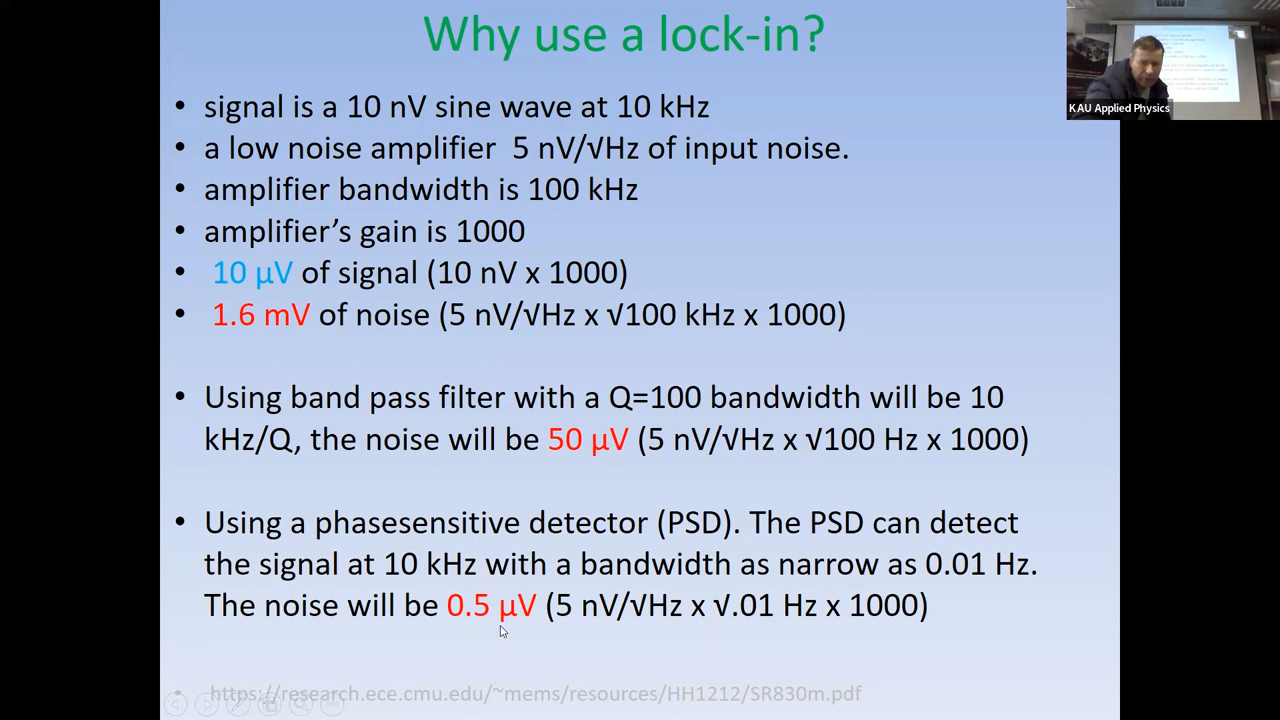 Why use a lock-in?
• signal is a 10 nV sine wave at 10 kHz
• a low noise amplifier 5 nV/√Hz of input noise.
• amplifier bandwidth is 100 kHz
• amplifier’s gain is 1000
• 10 µV of signal (10 nV x 1000)
• 1.6 mV of noise (5 nV/√Hz x √100 kHz x 1000)
• Using band pass filter with a Q=100 bandwidth will be 10
kHz/Q, the noise will be 50 µV (5 nV/√Hz x √100 Hz x 1000)
• Using a phasesensitive detector (PSD). The PSD can detect
the signal at 10 kHz with a bandwidth as narrow as 0.01 Hz.
The noise will be 0.5 µV (5 nV/√Hz x √.01 Hz x 1000)
• https://research.ece.cmu.edu/~mems/resources/HH1212/SR830m.pdf
KAU Applied Physics